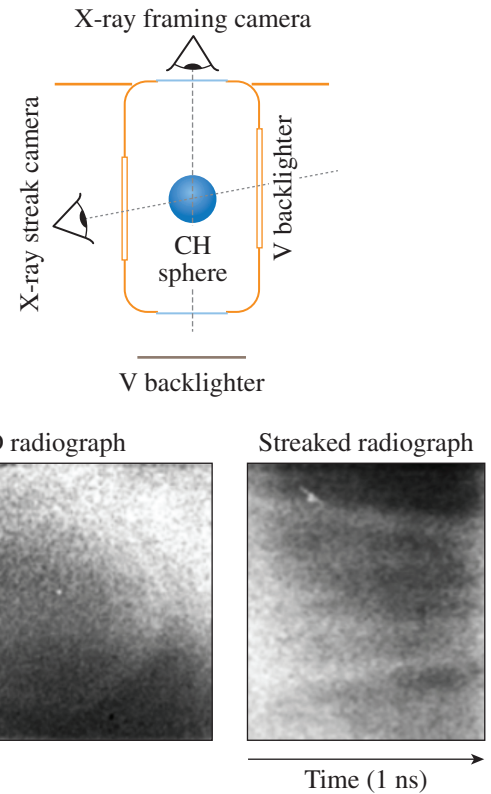 X-ray framing camera
X-ray streak camera
V backlighter
CH
sphere
V backlighter
radiograph
Streaked radiograph
Time (1 ns)